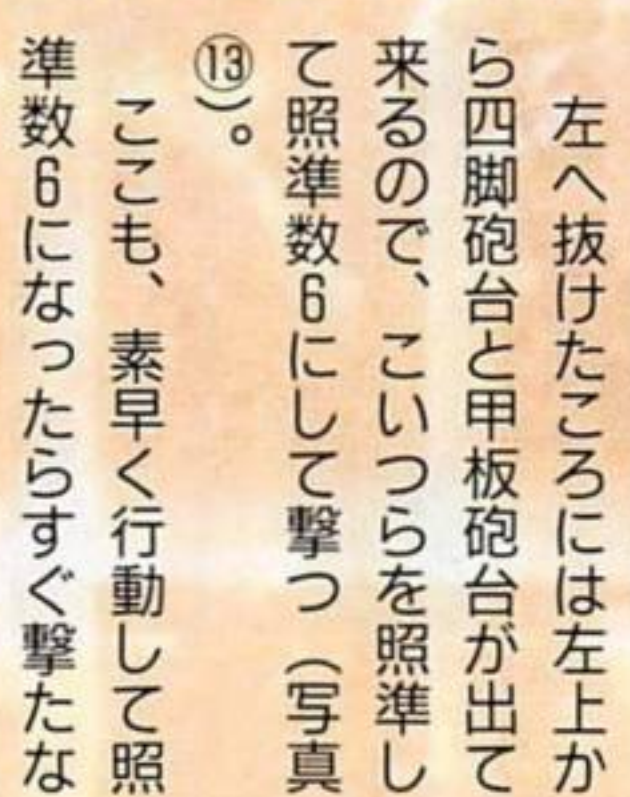 左へ抜けたころには左上か
ら四脚砲台と甲板砲台が出て
来るので、こいつらを照準し
て照準数6にして撃つ（写真
⑬）。
ここも、素早く行動して照
準数6になったらすぐ撃たな